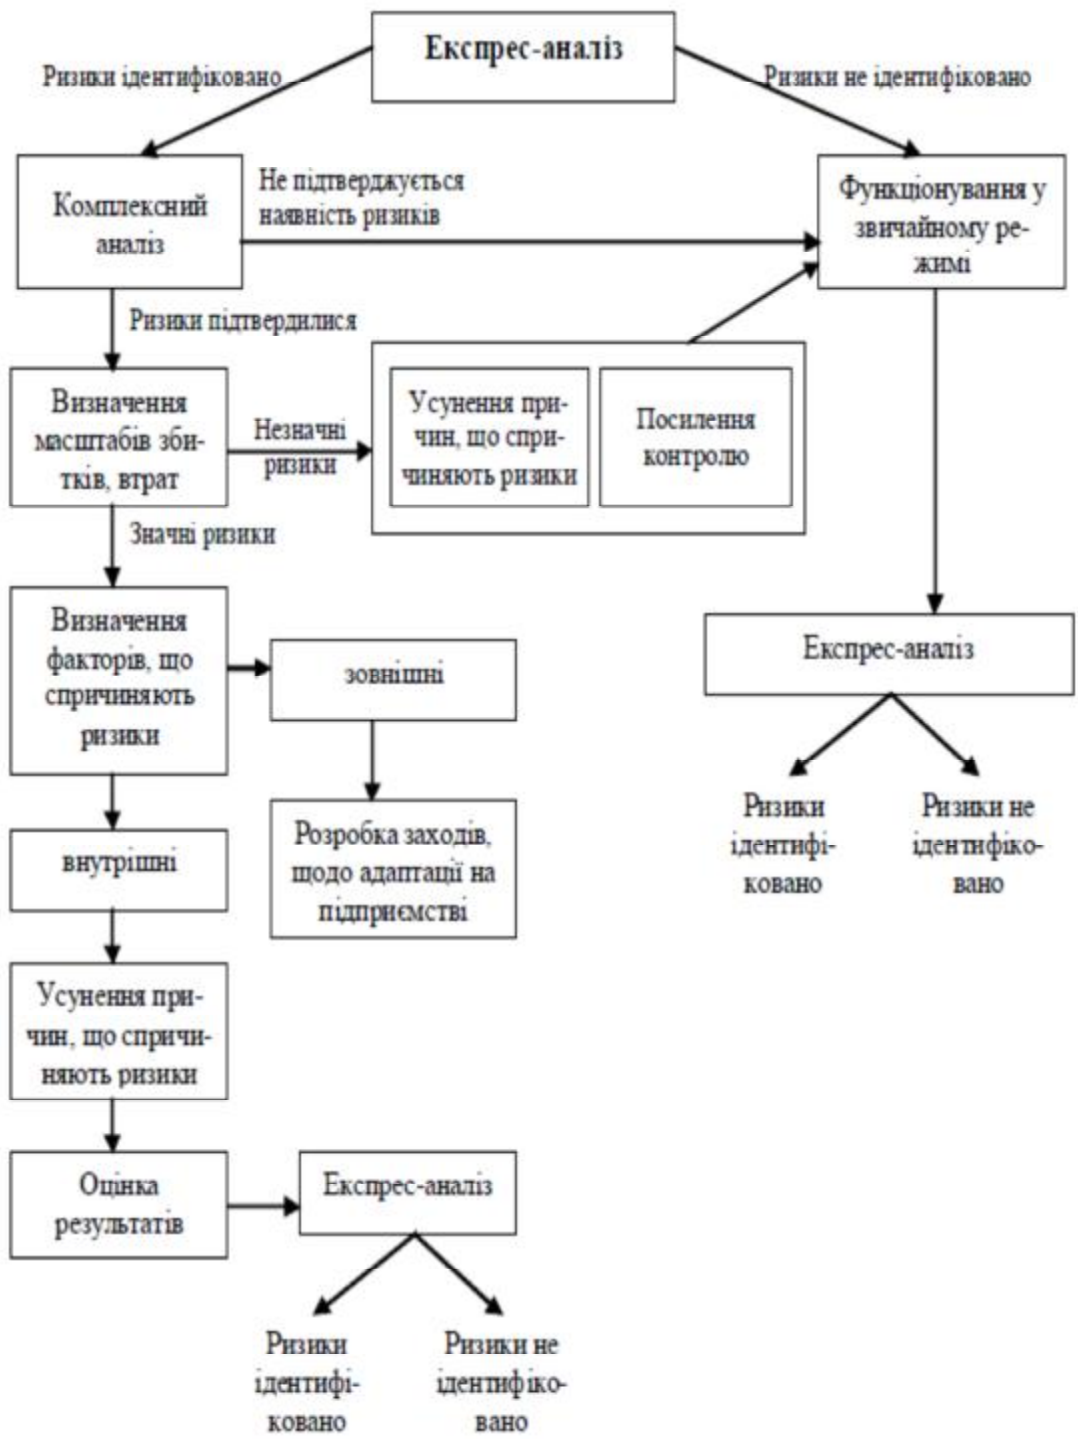 Експрес-аналіз
Ризики ідентифіковано
Ризики не ідентифіковано
Комплексний
аналіз
Не підтверджується
наявність ризиків
Функціонування у
звичайному ре-
жимі
Ризики підтвердилися
Визначення
масштабів зби-
тків, втрат
Незначні
ризики
Усунення при-
чин, що спри-
чиняють ризики
Посилення
контролю
Значні ризики
Визначення
факторів, що
спричиняють
ризики
зовнішні
Експрес-аналіз
Ризики
ідентифі-
ковано
Ризики не
ідентифіко-
вано
внутрішні
Розробка заходів,
щодо адаптації на
підприємстві
Усунення при-
чин, що спричи-
няють ризики
Оцінка
результатів
Експрес-аналіз
Ризики
ідентифі-
ковано
Ризики не
ідентифіко-
вано